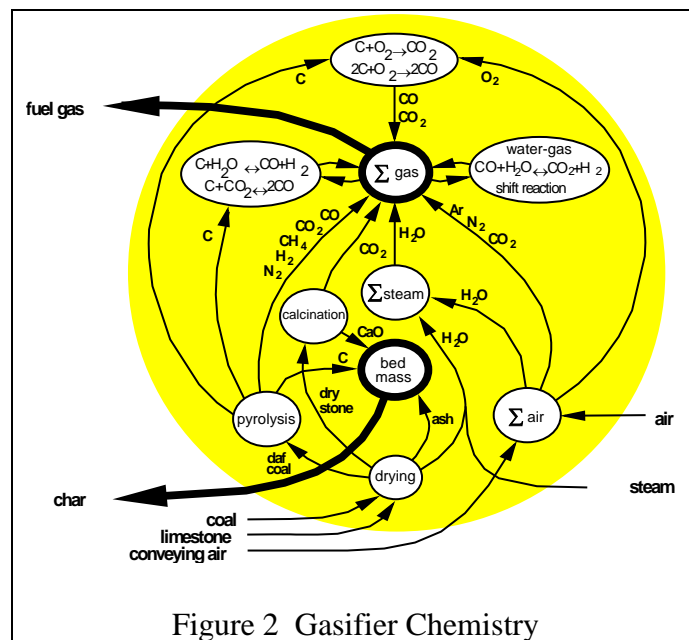 C+O₂→CO₂
2C+O₂→2CO
C
O₂
CO
CO₂
fuel gas
C+H₂O ↔CO+H₂
C+CO₂↔2CO
Σ gas
water-gas
CO+H₂O↔CO₂+H₂
shift reaction
CO
CO₂
CH₄
H₂
N₂
C
CO₂
H₂O
Ar
N₂
CO₂
Σ steam
H₂O
calcination
CaO
H₂O
C
bed
mass
dry
stone
pyrolysis
ash
Σ air
air
daf
coal
drying
steam
char
coal
limestone
conveying air
Figure 2 Gasifier Chemistry